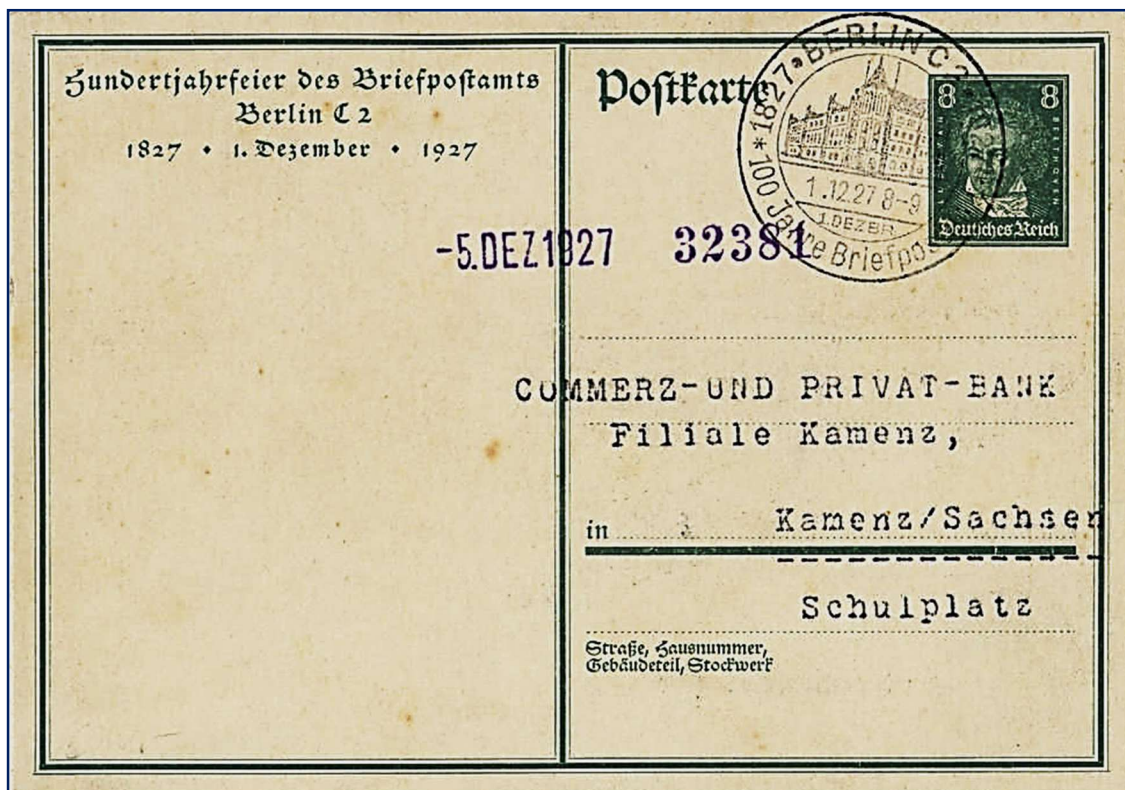 Hundertjahrfeier des Briefpostamts
Berlin C 2
1827 • 1. Dezember • 1927
Postkarte
*1827* BERLIN C 2*
1.12.27 8-9
1.DEZBR.
100 Jahre Briefpo
8 8
BEETHOVEN
Deutsches Reich
-5.DEZ1927 32381
COMMERZ-UND PRIVAT-BANK
Filiale Kamenz,
in Kamenz/Sachsen
Schulplatz
Straße, Hausnummer,
Gebäudeteil, Stockwerk